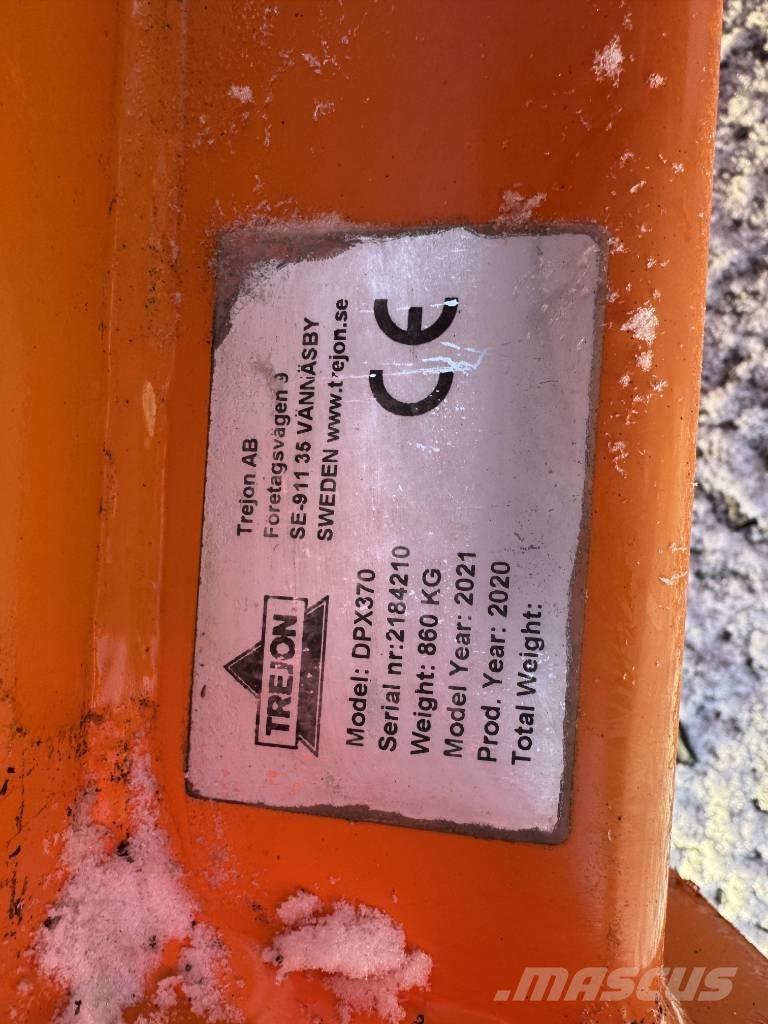 TREJON
Trejon AB
Företagsvägen 9
SE-911 35 VÄNNÄSBY
SWEDEN www.trejon.se
Model: DPX370
Serial nr:2184210
Weight: 860 KG
Model Year: 2021
Prod. Year: 2020
Total Weight:
CE
MASCUS